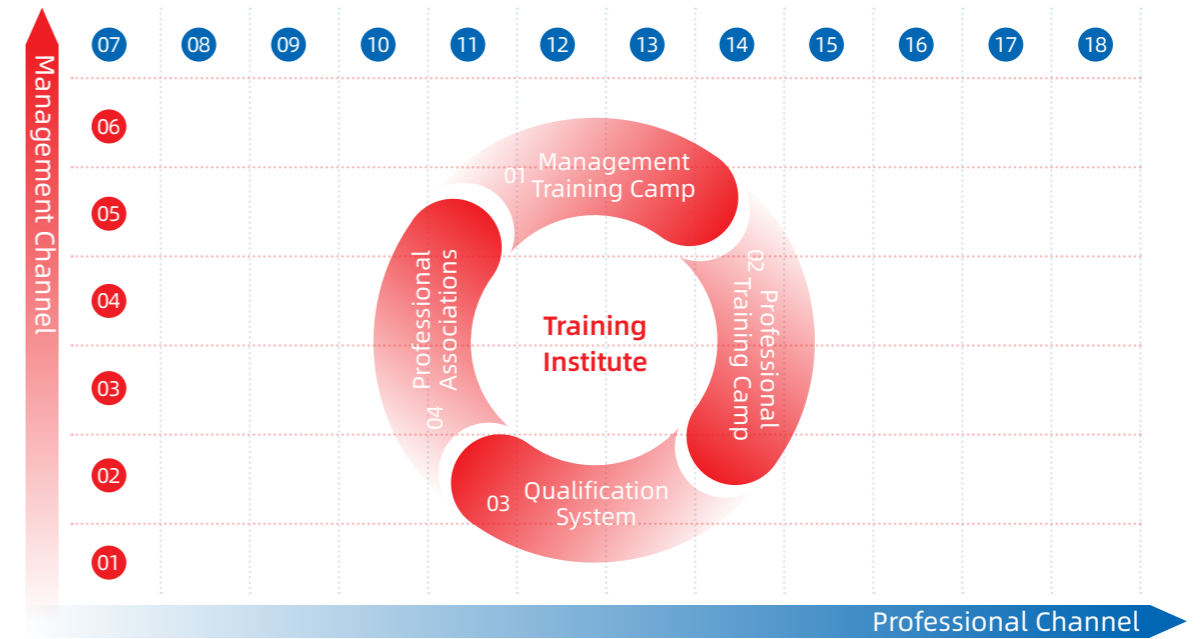 Management Channel
07 08 09 10 11 12 13 14 15 16 17 18
06
05
04
03
02
01
01
Management
Training Camp
02
Professional
Training Camp
03
Qualification
System
04
Professional
Associations
Training
Institute
Professional Channel